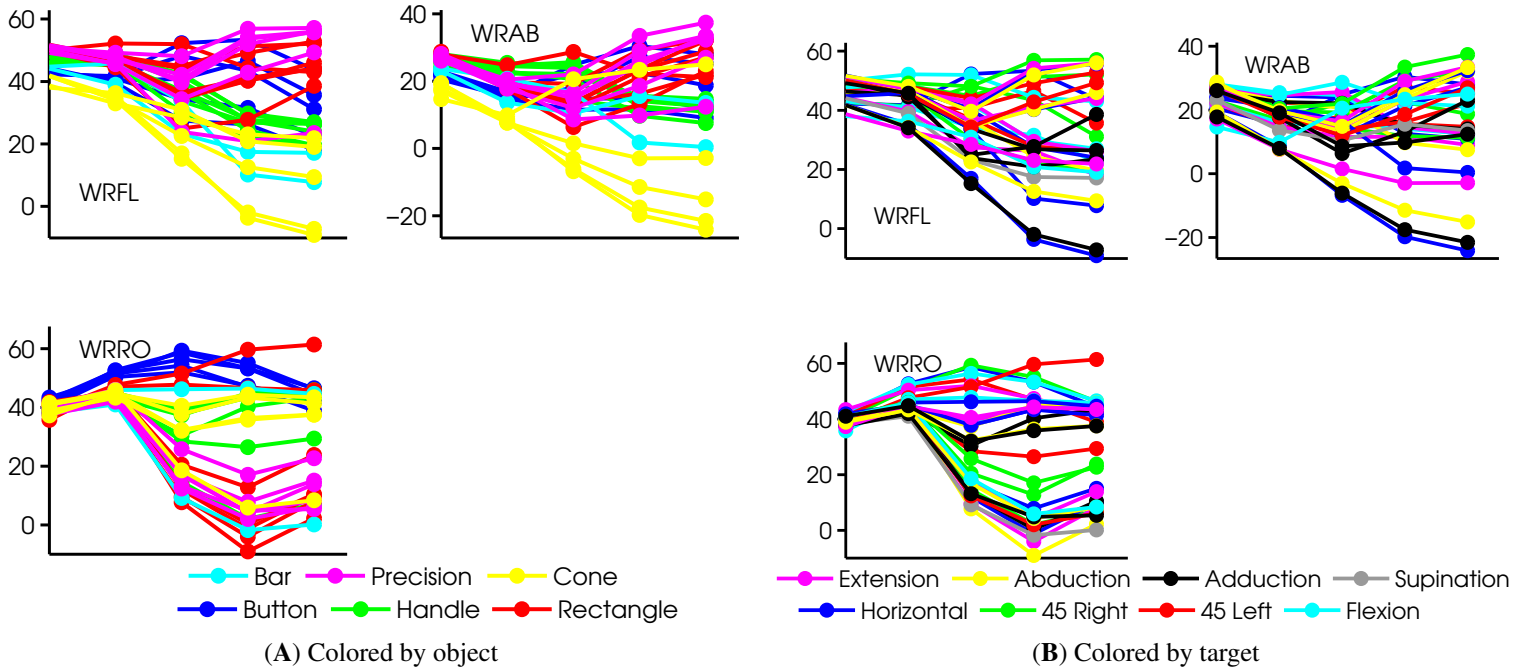 60
40
20
0
WRFL
40
20
0
−20
WRAB
60
40
20
0
WRFL
40
20
0
−20
WRAB
60
40
20
0
WRRO
60
40
20
0
WRRO
Bar Precision Cone
Button Handle Rectangle
Extension Abduction Adduction Supination
Horizontal 45 Right 45 Left Flexion
(A) Colored by object
(B) Colored by target